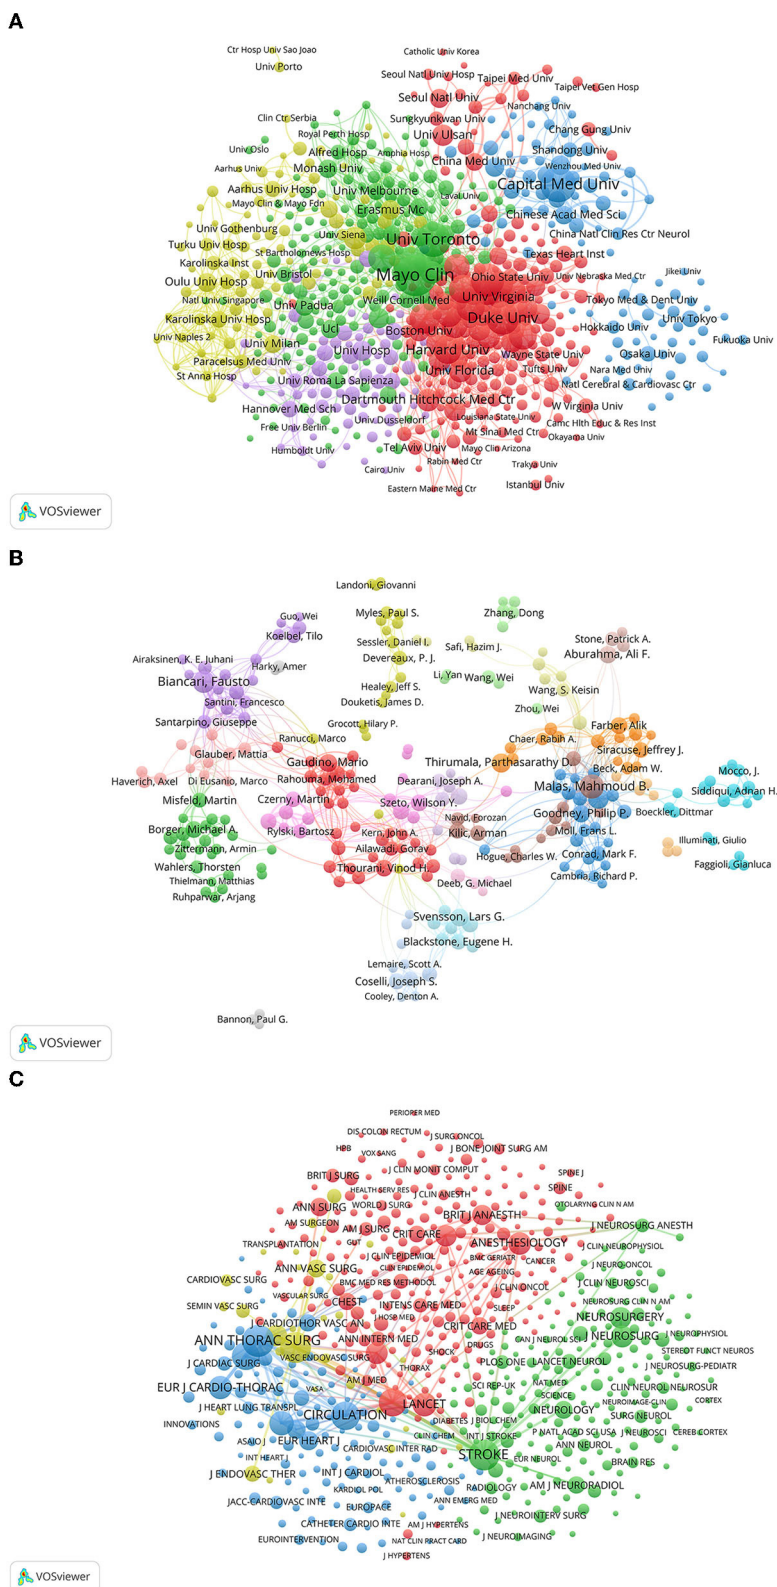 A
Ctr Hosp Univ Sao Joao
Univ Porto
Catholic Univ Korea
Seoul Natl Univ Hosp
Taipei Med Univ
Taipei Vet Gen Hosp
Seoul Natl Univ
Nanchang Univ
Clin Ctr Serbia
Sungkyunkwan Univ
Royal Perth Hosp
Univ Ulsan
Chang Gung Univ
Univ Oslo
Alfred Hosp
Amphia Hosp
China Med Univ
Shandong Univ
Aarhus Univ
Monash Univ
Wenzhou Med Univ
Aarhus Univ Hosp
Univ Melbourne
Laval Univ
Capital Med Univ
Mayo Clin & Mayo Fdn
Erasmus Mc
Chinese Acad Med Sci
Univ Gothenburg
Univ Siena
Univ Toronto
China Natl Clin Res Ctr Neurol
Turku Univ Hosp
St Bartholomews Hosp
Texas Heart Inst
Karolinska Inst
Univ Bristol
Mayo Clin
Ohio State Univ
Univ Nebraska Med Ctr
Jikei Univ
Oulu Univ Hosp
Natl Univ Singapore
Univ Padua
Weill Cornell Med
Univ Virginia
Tokyo Med & Dent Univ
Karolinska Univ Hosp
Ucl
Boston Univ
Duke Univ
Hokkaido Univ
Univ Tokyo
Univ Naples 2
Univ Milan
Univ Hosp
Harvard Univ
Wayne State Univ
Osaka Univ
Fukuoka Univ
Paracelsus Med Univ
Tufts Univ
Nara Med Univ
St Anna Hosp
Univ Roma La Sapienza
Univ Florida
Natl Cerebral & Cardiovasc Ctr
Hannover Med Sch
Dartmouth Hitchcock Med Ctr
W Virginia Univ
Free Univ Berlin
Univ Dusseldorf
Louisiana State Univ
Camc Hlth Educ & Res Inst
Mt Sinai Med Ctr
Okayama Univ
Humboldt Univ
Tel Aviv Univ
Mayo Clin Arizona
Cairo Univ
Rabin Med Ctr
Trakya Univ
Eastern Maine Med Ctr
Istanbul Univ
VOSviewer
B
Landoni, Giovanni
Guo, Wei
Myles, Paul S.
Zhang, Dong
Koelbel, Tilo
Sessler, Daniel I.
Safi, Hazim J.
Stone, Patrick A.
Airaksinen, K. E. Juhani
Devereaux, P. J.
Aburahma, Ali F.
Harky, Amer
Li, Yan
Wang, Wei
Biancari, Fausto
Healey, Jeff S.
Wang, S. Keisin
Santini, Francesco
Douketis, James D.
Zhou, Wei
Santarpino, Giuseppe
Grocott, Hilary P.
Farber, Alik
Ranucci, Marco
Chaer, Rabih A.
Glauber, Mattia
Gaudino, Mario
Thirumala, Parthasarathy D.
Siracuse, Jeffrey J.
Haverich, Axel
Di Eusanio, Marco
Rahouma, Mohamed
Dearani, Joseph A.
Beck, Adam W.
Mocco, J.
Malas, Mahmoud B.
Siddiqui, Adnan H.
Misfeld, Martin
Czerny, Martin
Szeto, Wilson Y.
Navid, Forozan
Goodney, Philip P.
Boeckler, Dittmar
Borger, Michael A.
Rylski, Bartosz
Kern, John A.
Kilic, Arman
Moll, Frans L.
Zittermann, Armin
Ailawadi, Gorav
Illuminati, Giulio
Wahlers, Thorsten
Thourani, Vinod H.
Hogue, Charles W.
Conrad, Mark F.
Faggioli, Gianluca
Thielmann, Matthias
Deeb, G. Michael
Cambria, Richard P.
Ruhparwar, Arjang
Svensson, Lars G.
Blackstone, Eugene H.
Lemaire, Scott A.
Coselli, Joseph S.
Cooley, Denton A.
Bannon, Paul G.
VOSviewer
C
PERIOPER MED
DIS COLON RECTUM
J SURG ONCOL
HPB
VOX SANG
J BONE JOINT SURG AM
BRIT J SURG
J CLIN MONIT COMPUT
SPINE J
HEALTH SERV RES
J CLIN ANESTH
SPINE
ANN SURG
WORLD J SURG
OTOLARYNG CLIN N AM
AM SURGEON
AM J SURG
BRIT J ANAESTH
J NEUROSURG ANESTH
TRANSPLANTATION
GUT
CRIT CARE
ANESTHESIOLOGY
J CLIN NEUROPHYSIOL
J CLIN EPIDEMIOL
BMC GERIATR
CANCER
ANN VASC SURG
CLIN EPIDEMIOL
AGE AGEING
J NEURO-ONCOL
CARDIOVASC SURG
BMC MED RES METHODOL
J CLIN ONCOL
J CLIN NEUROSCI
VASCULAR SURG
CHEST
INTENS CARE MED
SLEEP
NEUROSURG CLIN N AM
SEMIN VASC SURG
J HOSP MED
NEUROSURGERY
J CARDIOTHOR VASC AN
CRIT CARE MED
J NEUROPHYSIOL
ANN THORAC SURG
ANN INTERN MED
DRUGS
CAN J NEUROL SCI
J NEUROSURG
SHOCK
STEREOT FUNCT NEUROS
J CARDIAC SURG
VASC ENDOVASC SURG
THORAX
PLOS ONE
LANCET NEUROL
J NEUROSURG-PEDIATR
AM J MED
NAT MED
EUR J CARDIO-THORAC
VASA
SCI REP-UK
SCIENCE
CLIN NEUROL NEUROSUR
J HEART LUNG TRANSPL
LANCET
NEUROIMAGE-CLIN
CORTEX
CIRCULATION
NEUROLOGY
SURG NEUROL
INNOVATIONS
DIABETES
J BIOL CHEM
P NATL ACAD SCI USA
J NEUROSCI
CEREB CORTEX
ASAIO J
EUR HEART J
CLIN CHEM
INT J STROKE
ANN NEUROL
CARDIOVASC INTER RAD
STROKE
EUR NEUROL
INT HEART J
BRAIN RES
J ENDOVASC THER
INT J CARDIOL
ATHEROSCLEROSIS
RADIOLOGY
AM J NEURORADIOL
KARDIOL POL
JACC-CARDIOVASC INTE
EUROPACE
ANN EMERG MED
J NEUROINTERV SURG
CATHETER CARDIO INTE
AM J HYPERTENS
EUROINTERVENTION
NAT CLIN PRACT CARD
J NEUROIMAGING
J HYPERTENS
VOSviewer